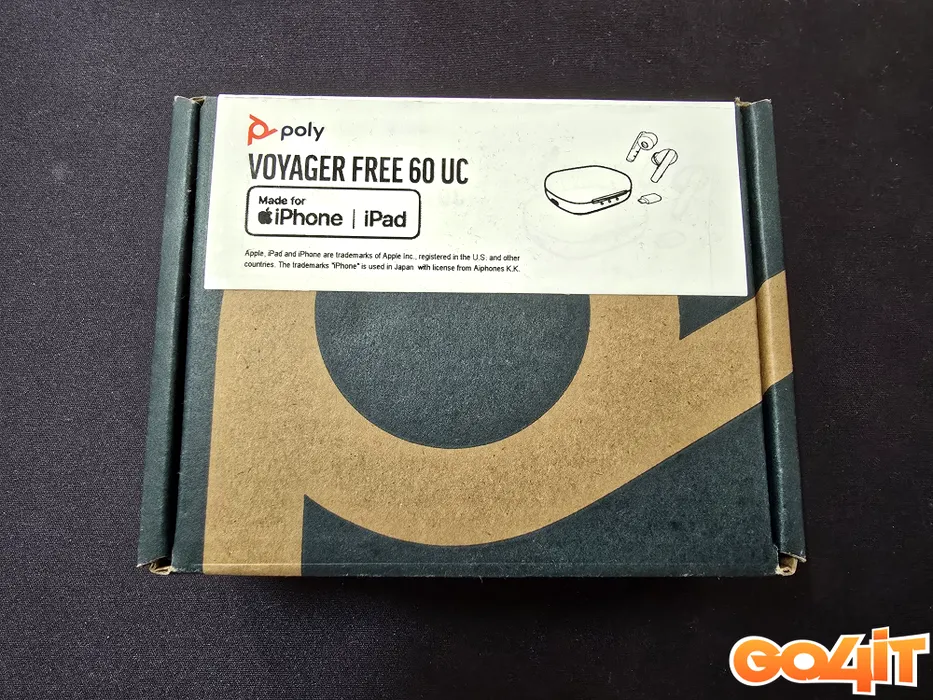 poly
VOYAGER FREE 60 UC
Made for
iPhone | iPad
Apple, iPad and iPhone are trademarks of Apple Inc., registered in the U.S. and other
countries. The trademarks "iPhone" is used in Japan with license from Aiphones K.K.
GO4iT